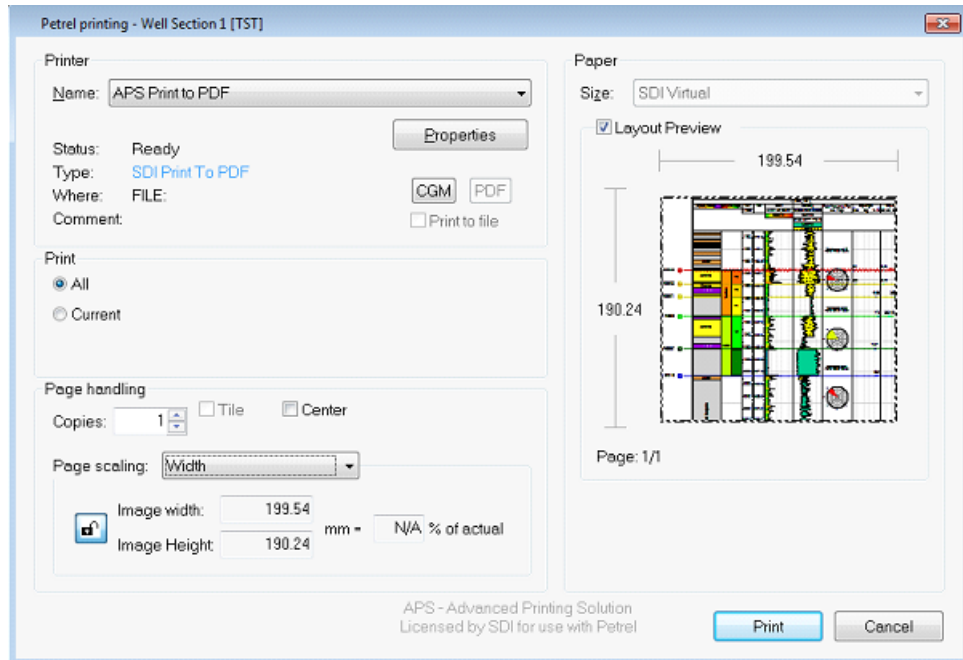 Petrel printing - Well Section 1 [TST]
Printer
Name: APS Print to PDF
Properties
Status: Ready
Type: SDI Print To PDF
Where: FILE:
CGM PDF
Comment:
Print to file
Print
All
Current
Page handling
Copies: 1 Tile Center
Page scaling: Width
Image width: 199.54
mm = N/A % of actual
Image Height: 190.24
Paper
Size: SDI Virtual
Layout Preview
199.54
190.24
Page: 1/1
APS - Advanced Printing Solution
Licensed by SDI for use with Petrel
Print Cancel